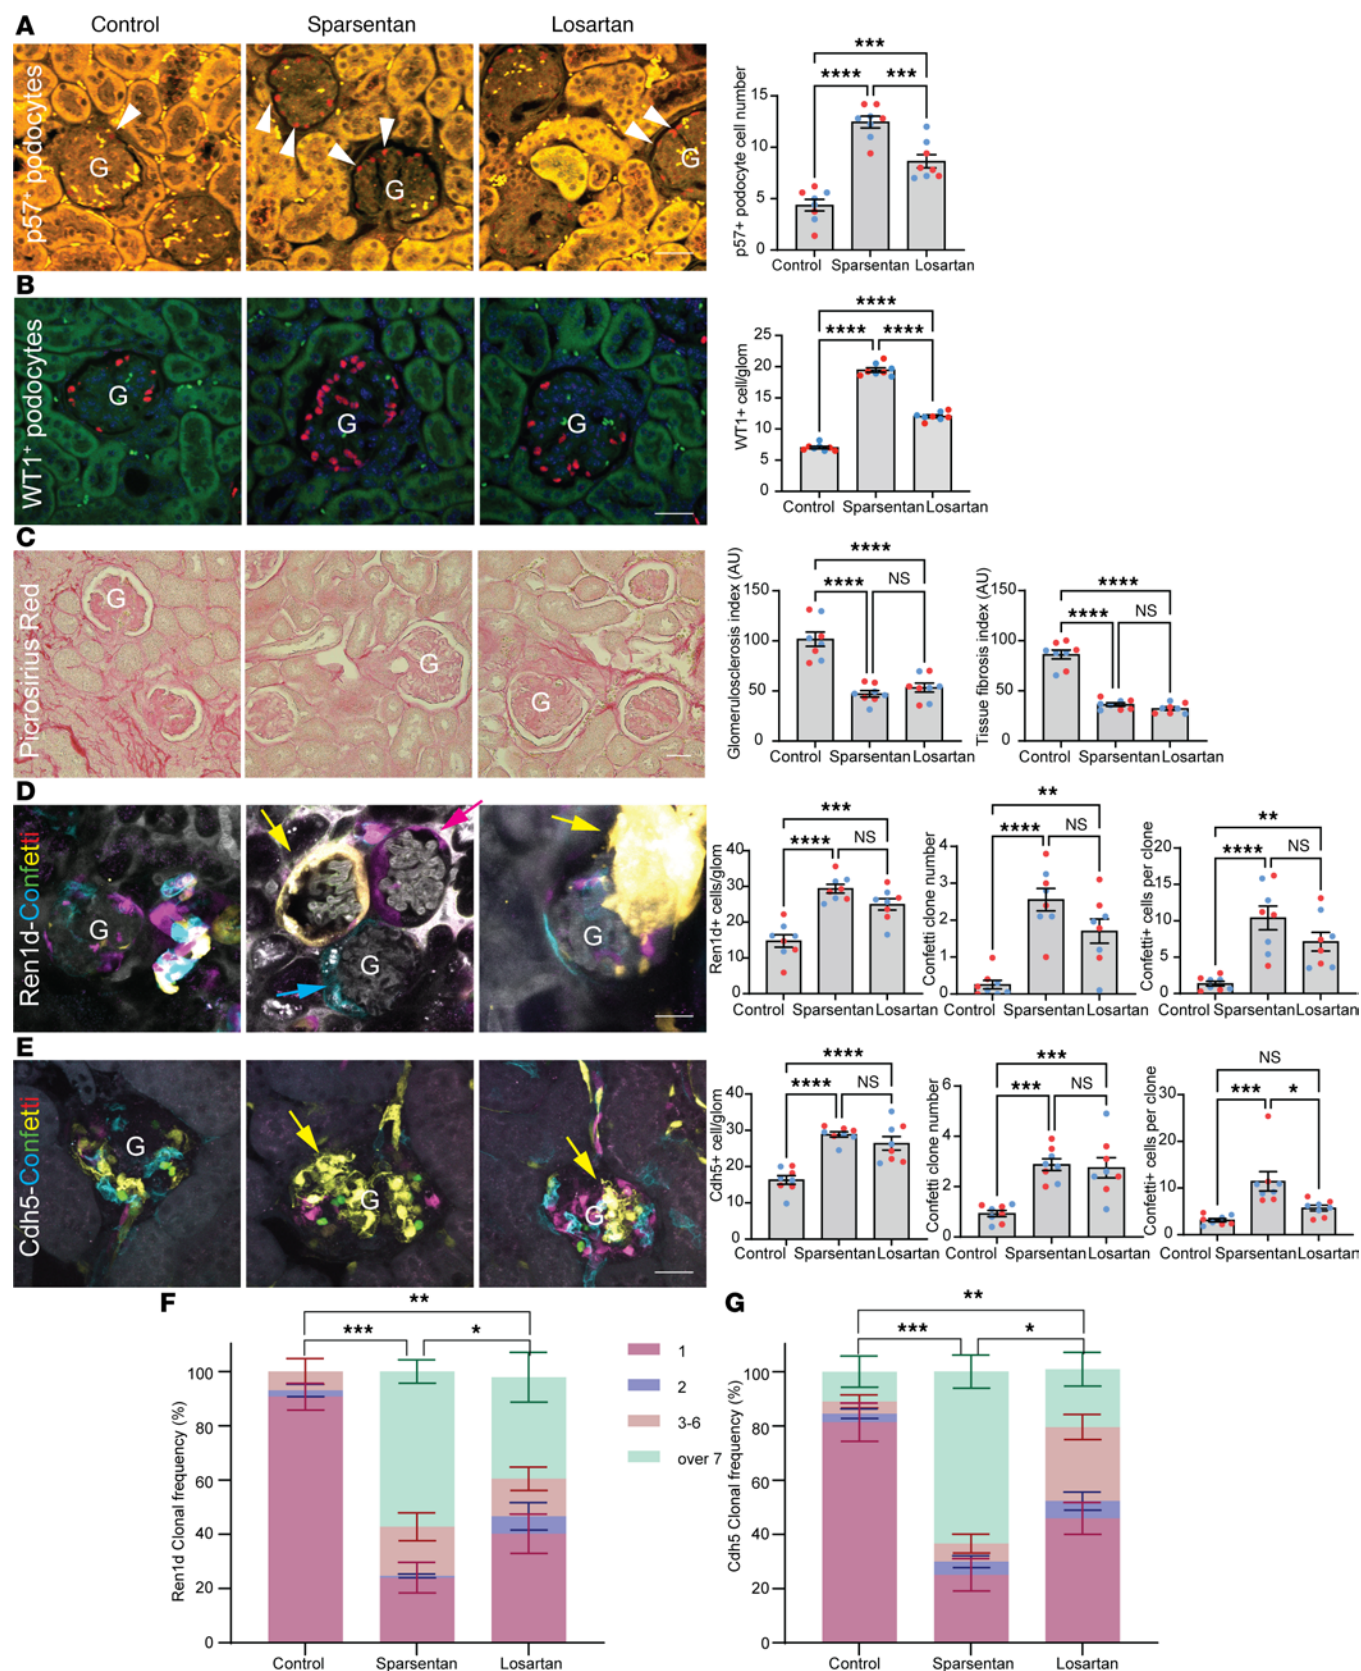 A
Control
Sparsentan
Losartan
p57+ podocytes
G
G
G
p57+ podocyte cell number
15
10
5
0
***
****
***
Control
Sparsentan
Losartan
B
WT1+ podocytes
G
G
G
WT1+ cell/glom
25
20
15
10
5
0
****
****
****
Control
Sparsentan
Losartan
C
Picrosirius Red
G
G
G
Glomerulosclerosis index (AU)
150
100
50
0
****
****
NS
Control
Sparsentan
Losartan
Tissue fibrosis index (AU)
150
100
50
0
****
****
NS
Control
Sparsentan
Losartan
D
Ren1d-Confetti
G
G
G
Ren1d+ cells/glom
40
30
20
10
0
***
****
NS
Control
Sparsentan
Losartan
Confetti clone number
4
3
2
1
0
**
****
NS
Control
Sparsentan
Losartan
Confetti+ cells per clone
20
15
10
5
0
**
****
NS
Control
Sparsentan
Losartan
E
Cdh5-Confetti
G
G
G
Cdh5+ cell/glom
40
30
20
10
0
****
****
NS
Control
Sparsentan
Losartan
Confetti clone number
6
4
2
0
***
***
NS
Control
Sparsentan
Losartan
Confetti+ cells per clone
30
20
10
0
NS
***
*
Control
Sparsentan
Losartan
F
Ren1d Clonal frequency (%)
100
80
60
40
20
0
**
***
*
Control
Sparsentan
Losartan
1
2
3-6
over 7
G
Cdh5 Clonal frequency (%)
100
80
60
40
20
0
**
***
*
Control
Sparsentan
Losartan